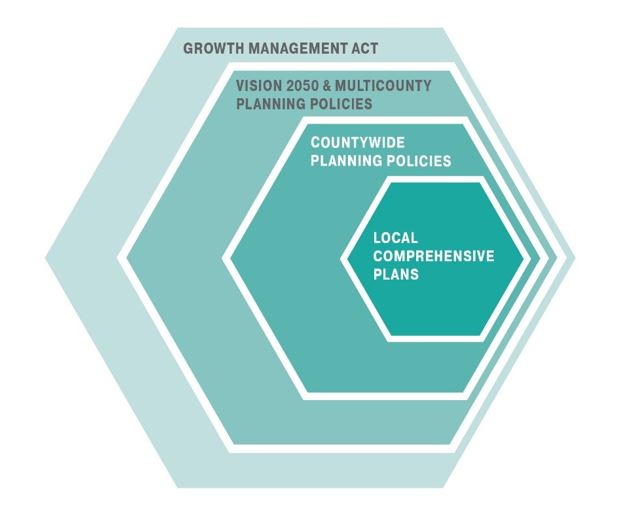 GROWTH MANAGEMENT ACT
VISION 2050 & MULTICOUNTY
PLANNING POLICIES
COUNTYWIDE
PLANNING POLICIES
LOCAL
COMPREHENSIVE
PLANS